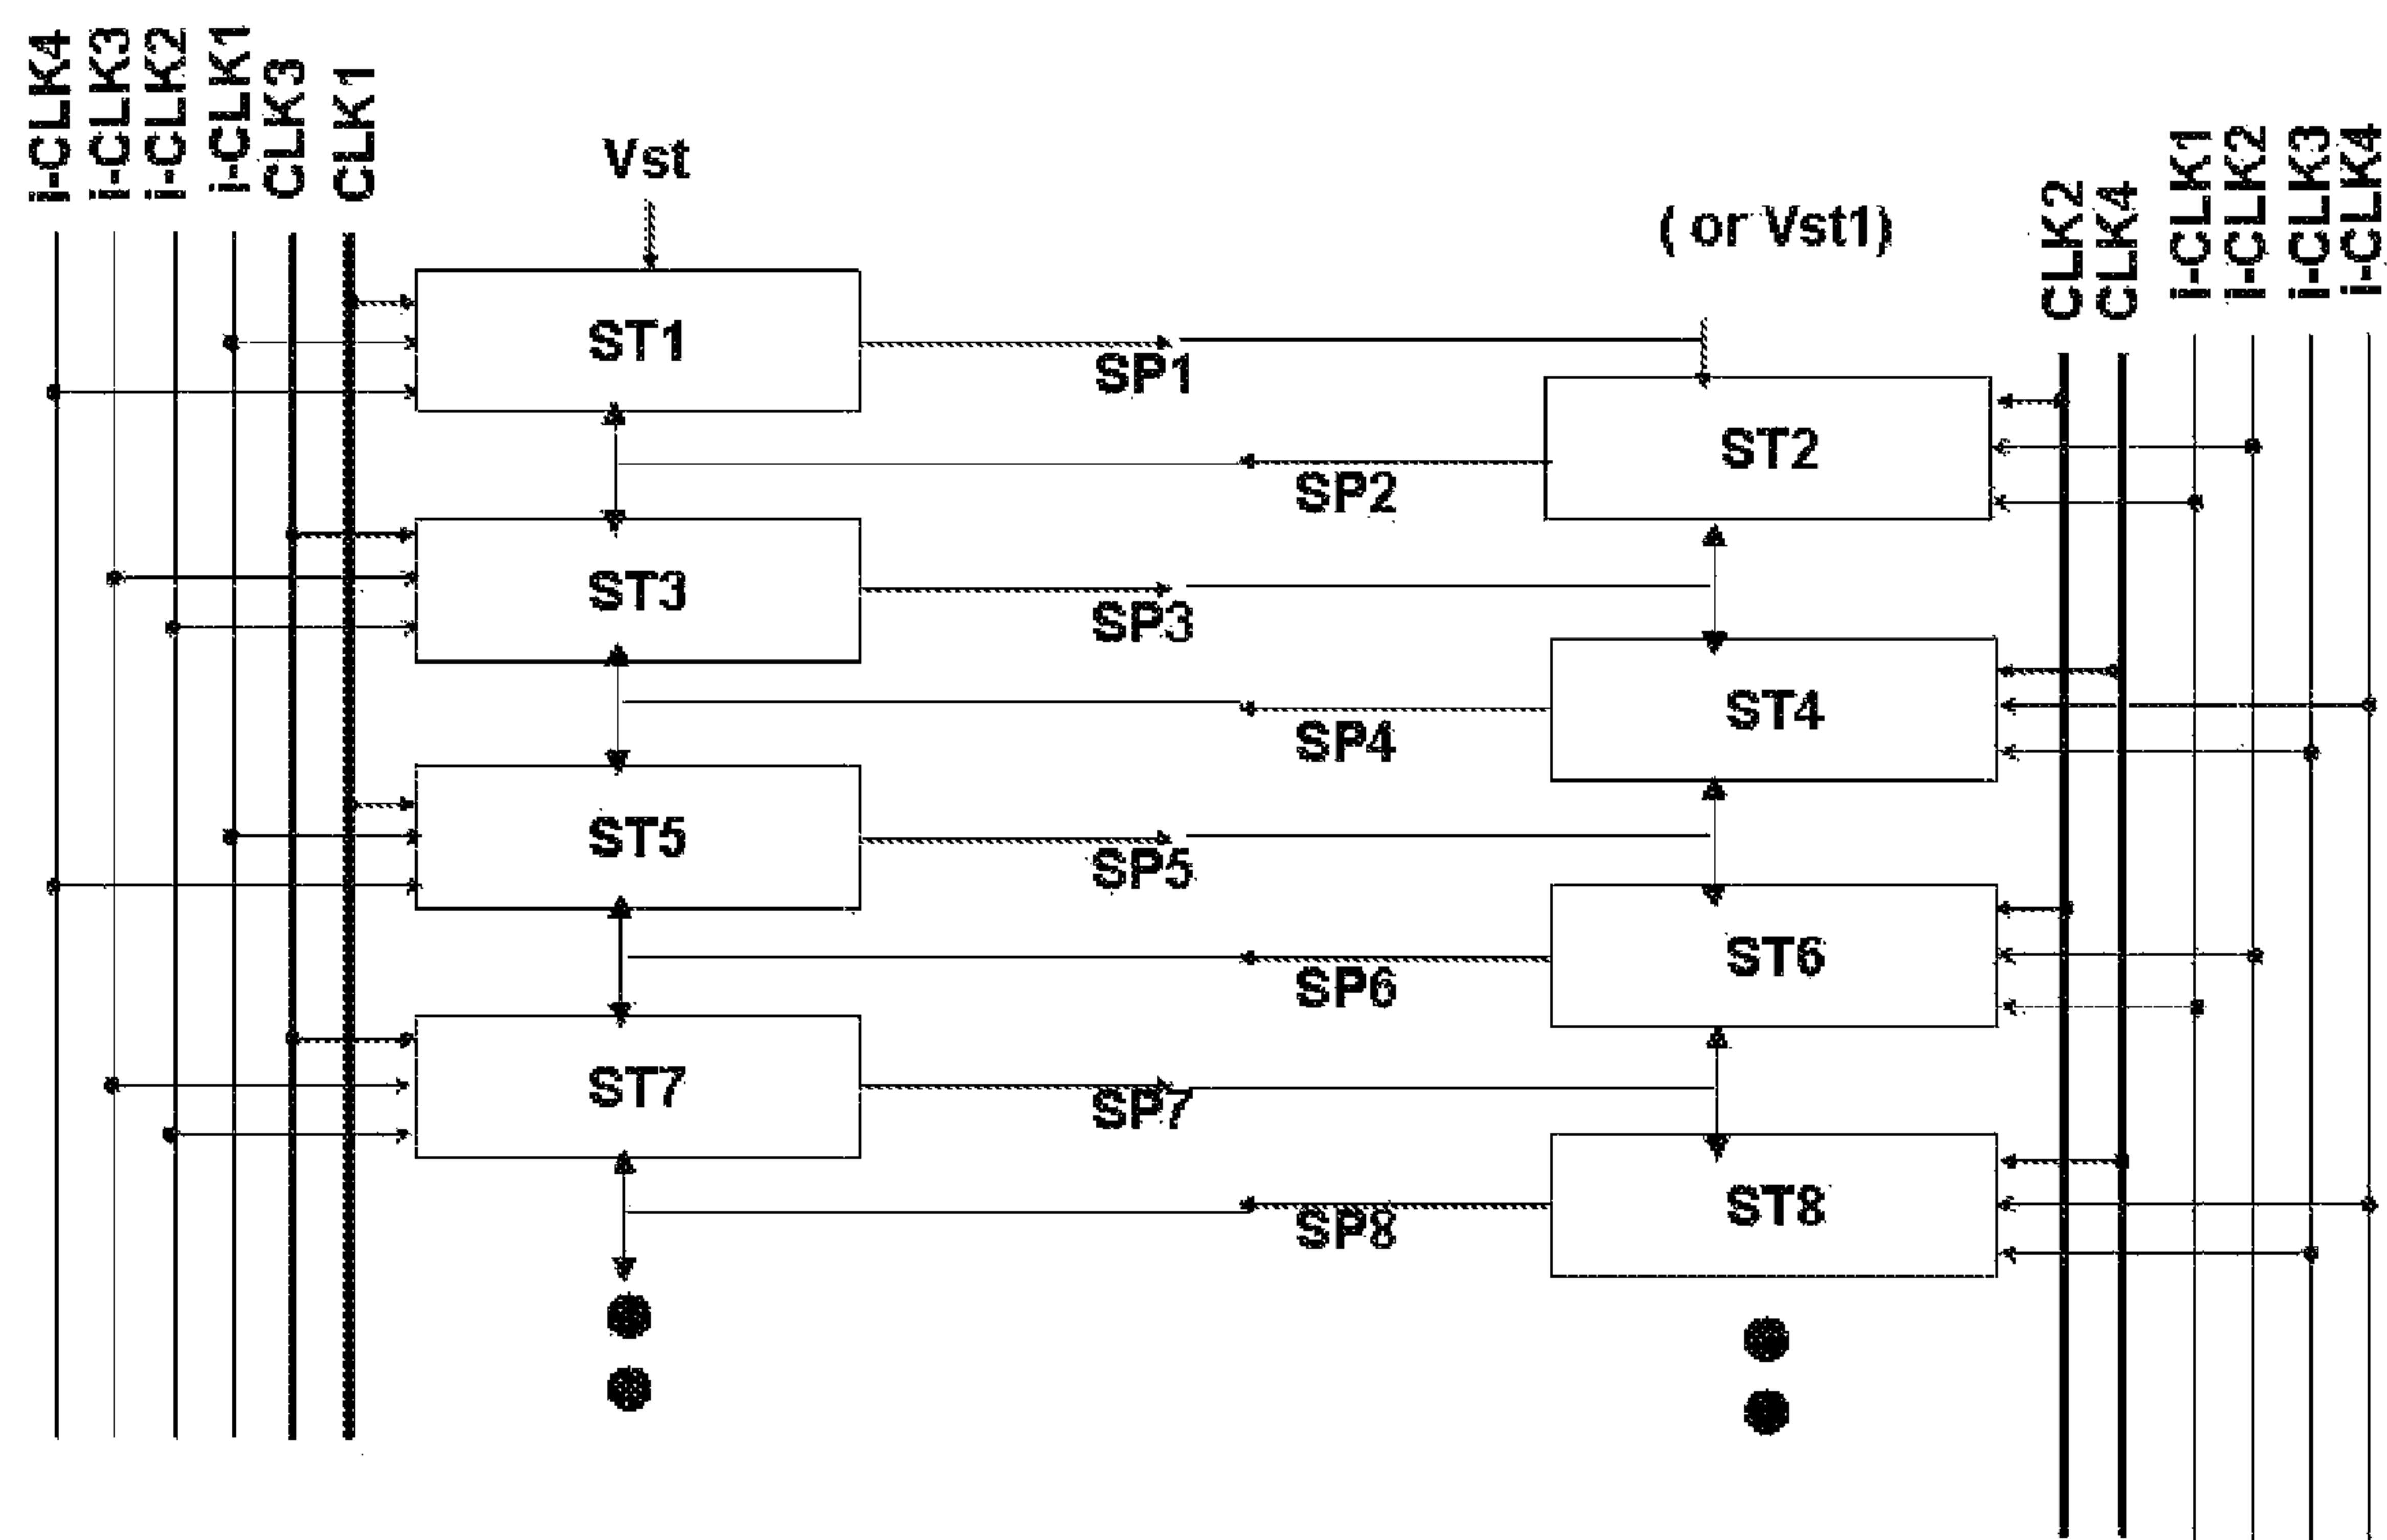 i-CLK4
i-CLK3
i-CLK2
i-CLK1
CLK3
CLK1
Vst
( or Vst1)
CLK2
CLK4
i-CLK1
i-CLK2
i-CLK3
i-CLK4
ST1
SP1
ST2
SP2
ST3
SP3
ST4
SP4
ST5
SP5
ST6
SP6
ST7
SP7
ST8
SP8